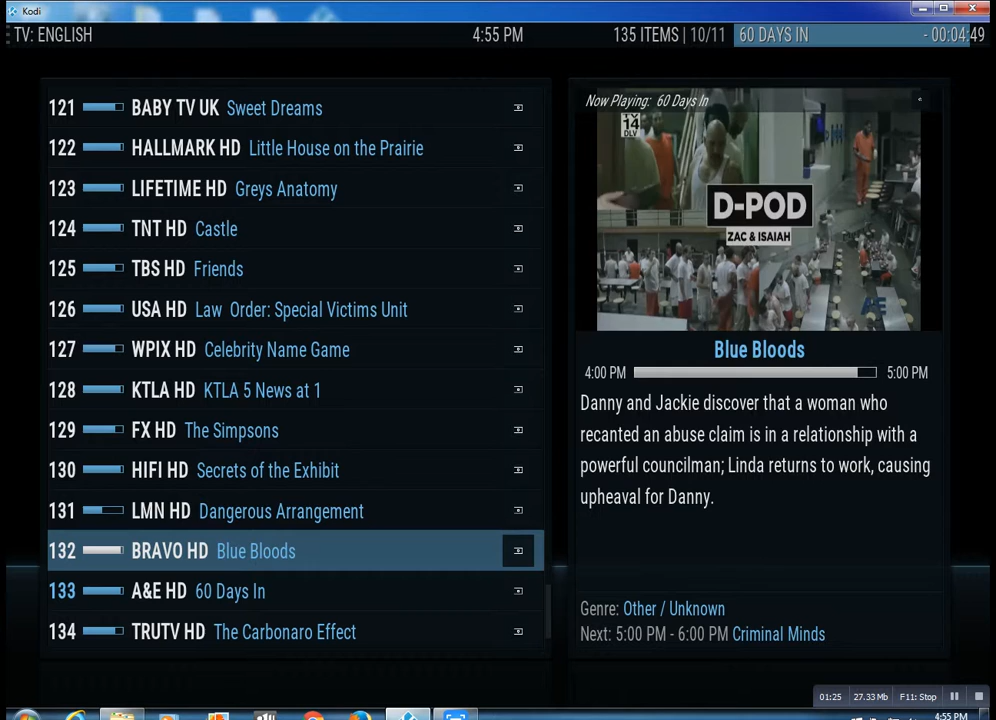 Kodi
TV: ENGLISH 4:55 PM 135 ITEMS | 10/11 60 DAYS IN - 00:04:49
121 BABY TV UK Sweet Dreams
122 HALLMARK HD Little House on the Prairie
123 LIFETIME HD Greys Anatomy
124 TNT HD Castle
125 TBS HD Friends
126 USA HD Law Order: Special Victims Unit
127 WPIX HD Celebrity Name Game
128 KTLA HD KTLA 5 News at 1
129 FX HD The Simpsons
130 HIFI HD Secrets of the Exhibit
131 LMN HD Dangerous Arrangement
132 BRAVO HD Blue Bloods
133 A&E HD 60 Days In
134 TRUTV HD The Carbonaro Effect
Now Playing: 60 Days In
TV
14
DLV
D-POD
ZAC & ISAIAH
A&E
Blue Bloods
4:00 PM 5:00 PM
Danny and Jackie discover that a woman who
recanted an abuse claim is in a relationship with a
powerful councilman; Linda returns to work, causing
upheaval for Danny.
Genre: Other / Unknown
Next: 5:00 PM - 6:00 PM Criminal Minds
01:25 27.33 Mb F11: Stop
4:55 PM